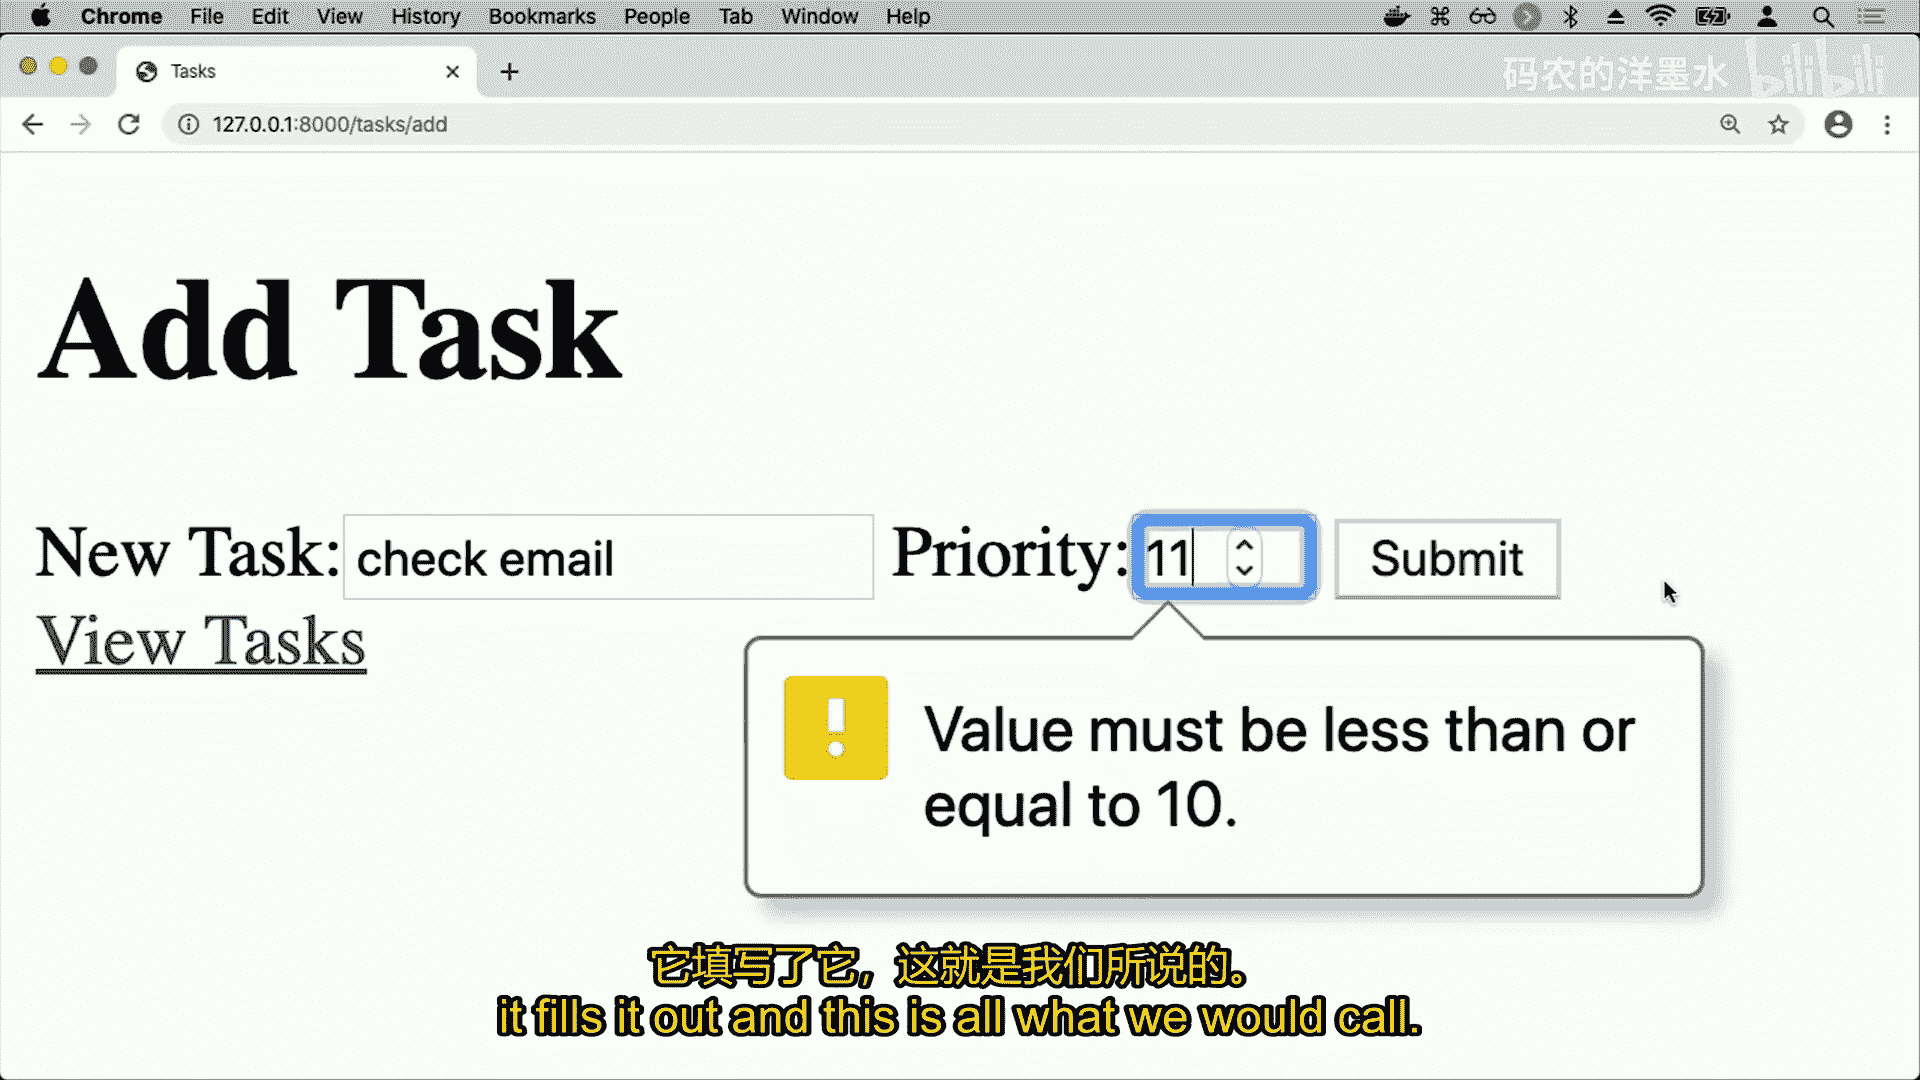 Chrome File Edit View History Bookmarks People Tab Window Help
Tasks
码农的洋墨水 bilibili
127.0.0.1:8000/tasks/add
Add Task
New Task: check email Priority: 11 Submit
View Tasks
Value must be less than or
equal to 10.
它填写了它，这就是我们所说的。
it fills it out and this is all what we would call.